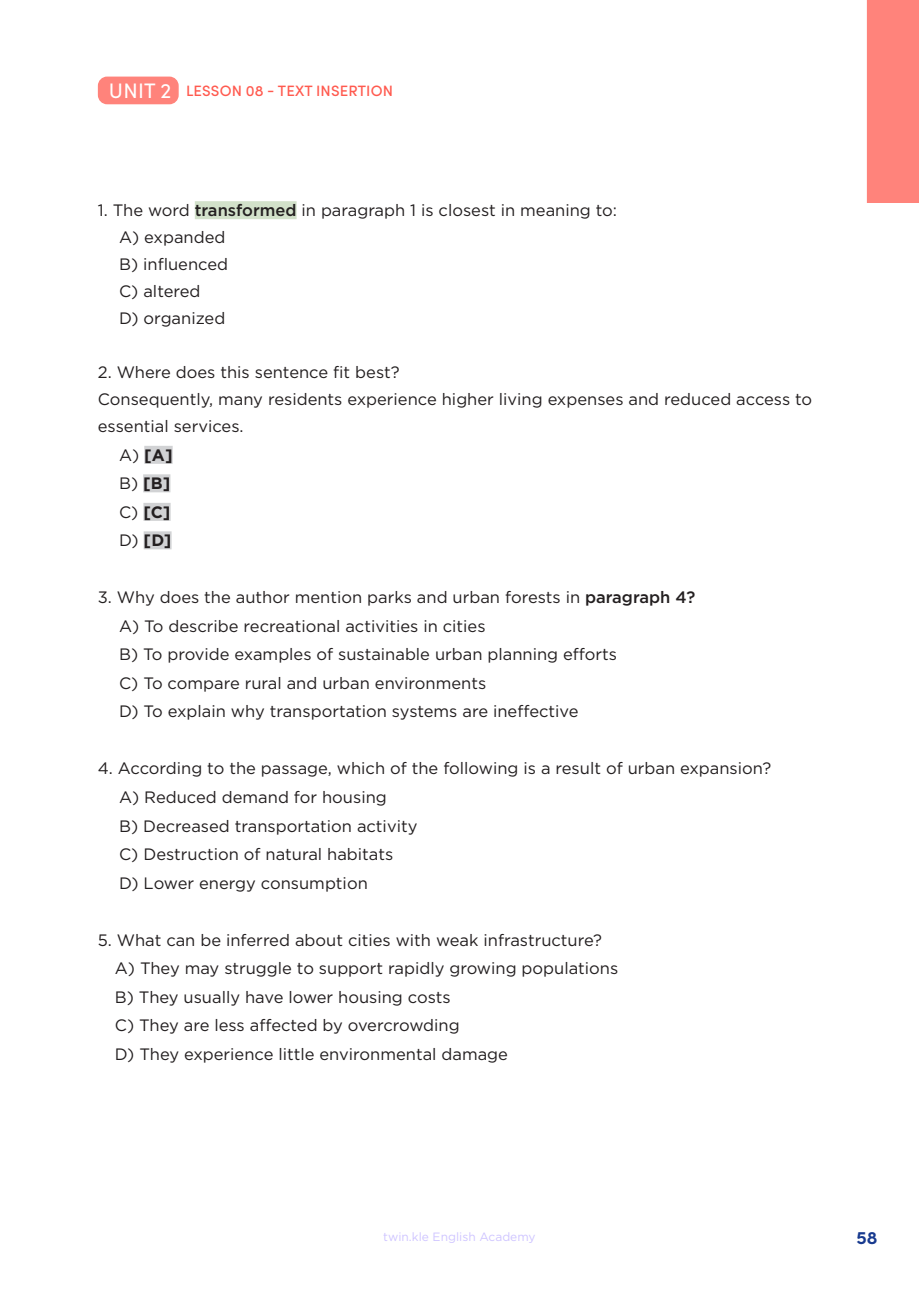 UNIT 2 LESSON 08 – TEXT INSERTION
1. The word transformed in paragraph 1 is closest in meaning to:
A) expanded
B) influenced
C) altered
D) organized
2. Where does this sentence fit best?
Consequently, many residents experience higher living expenses and reduced access to
essential services.
A) [A]
B) [B]
C) [C]
D) [D]
3. Why does the author mention parks and urban forests in paragraph 4?
A) To describe recreational activities in cities
B) To provide examples of sustainable urban planning efforts
C) To compare rural and urban environments
D) To explain why transportation systems are ineffective
4. According to the passage, which of the following is a result of urban expansion?
A) Reduced demand for housing
B) Decreased transportation activity
C) Destruction of natural habitats
D) Lower energy consumption
5. What can be inferred about cities with weak infrastructure?
A) They may struggle to support rapidly growing populations
B) They usually have lower housing costs
C) They are less affected by overcrowding
D) They experience little environmental damage
twin.kle English Academy
58